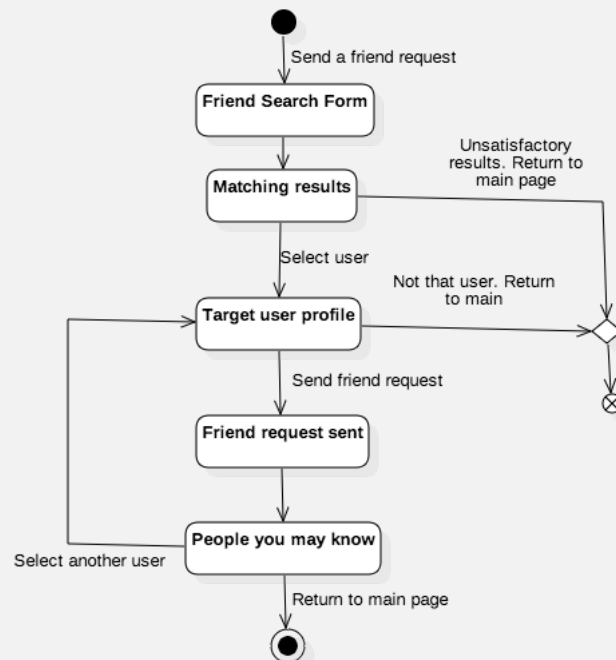 Send a friend request
Friend Search Form
Unsatisfactory
results. Return to
main page
Matching results
Select user
Not that user. Return
to main
Target user profile
Send friend request
Friend request sent
People you may know
Select another user
Return to main page